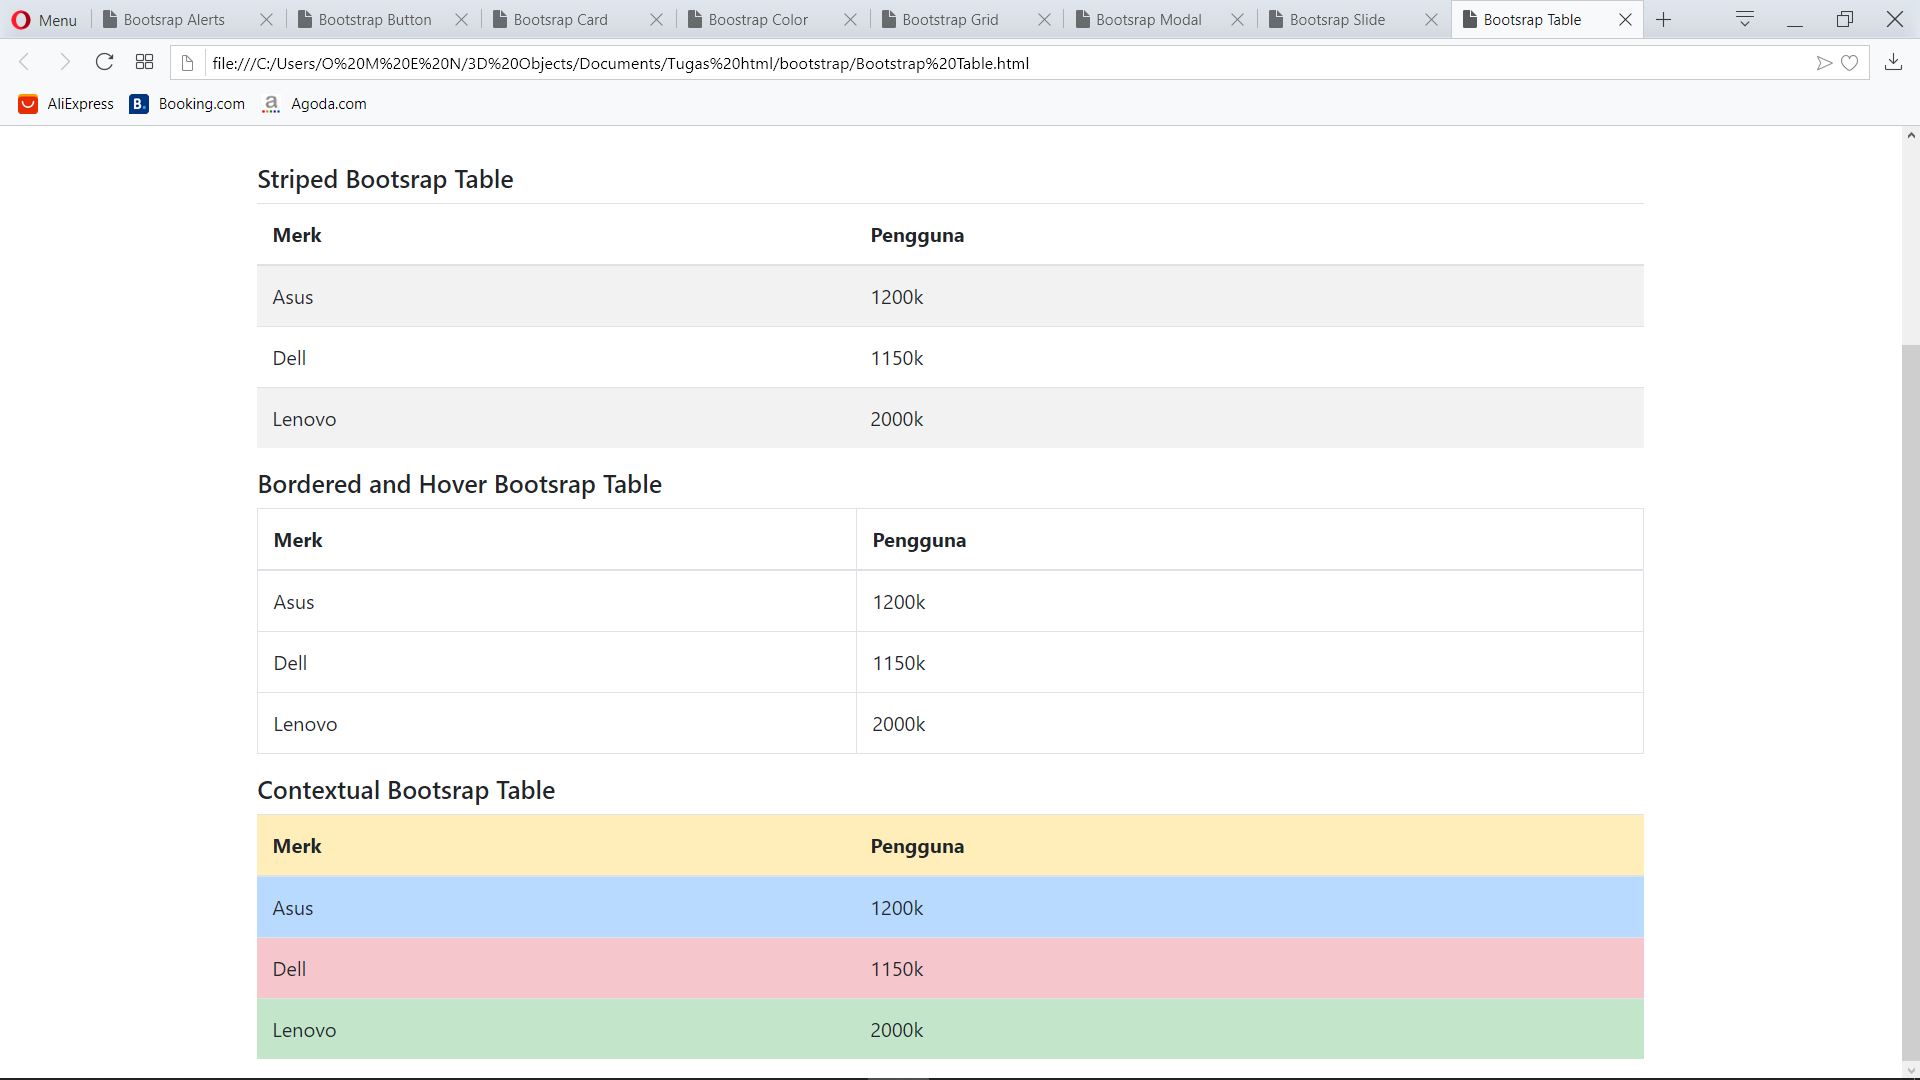 Menu Bootsrap Alerts Bootstrap Button Bootsrap Card Boostrap Color Bootstrap Grid Bootsrap Modal Bootsrap Slide Bootsrap Table
file:///C:/Users/O%20M%20E%20N/3D%20Objects/Documents/Tugas%20html/bootstrap/Bootstrap%20Table.html
AliExpress B. Booking.com a Agoda.com
Striped Bootsrap Table
Merk Pengguna
Asus 1200k
Dell 1150k
Lenovo 2000k
Bordered and Hover Bootsrap Table
Merk Pengguna
Asus 1200k
Dell 1150k
Lenovo 2000k
Contextual Bootsrap Table
Merk Pengguna
Asus 1200k
Dell 1150k
Lenovo 2000k